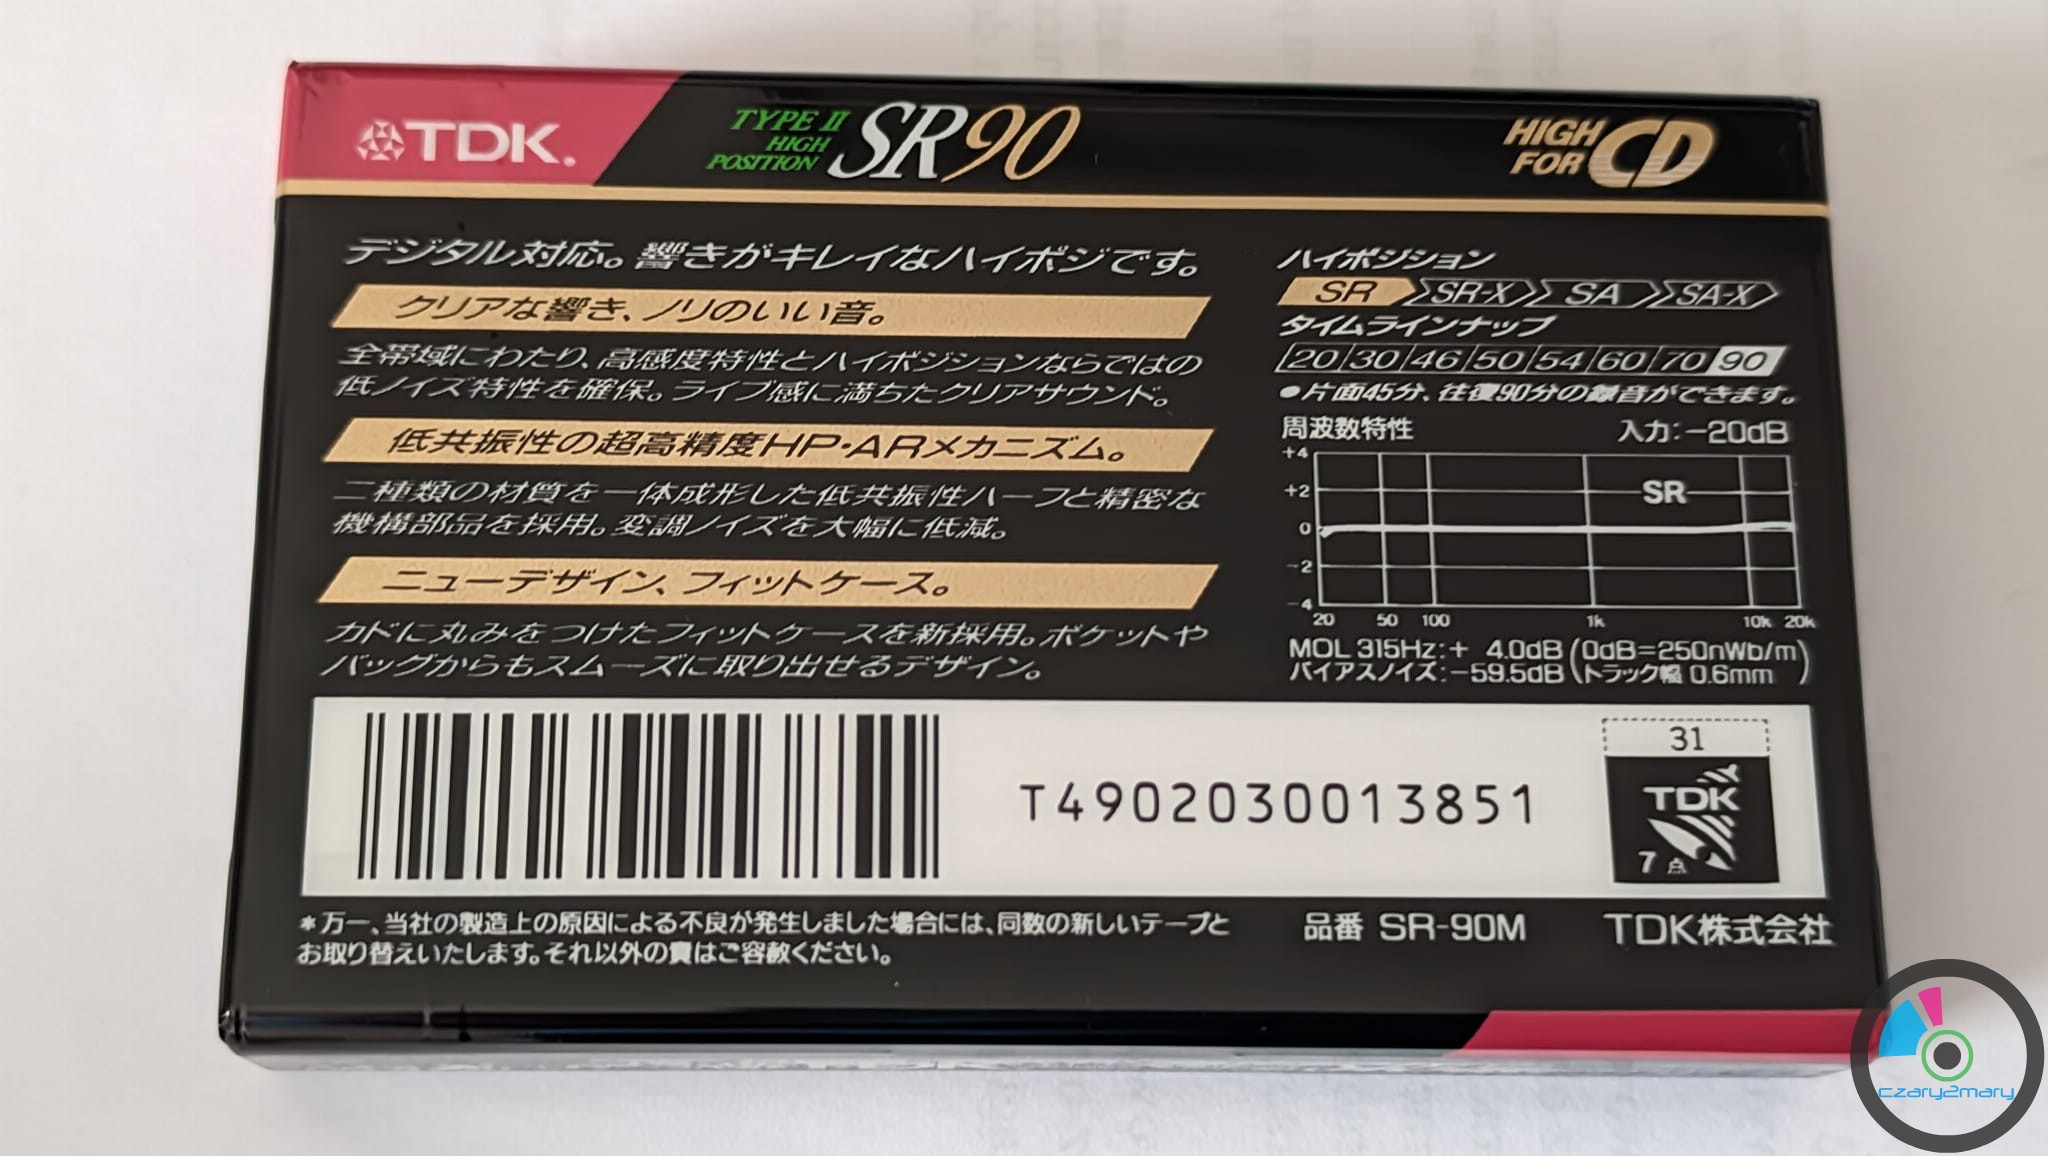 TDK.
TYPE II
HIGH
POSITION
SR90
HIGH
FOR CD
デジタル対応。響きがキレイなハイポジです。
クリアな響き、ノリのいい音。
全帯域にわたり、高感度特性とハイポジションならではの
低ノイズ特性を確保。ライブ感に満ちたクリアサウンド。
低共振性の超高精度HP・ARメカニズム。
二種類の材質を一体成形した低共振性ハーフと精密な
機構部品を採用。変調ノイズを大幅に低減。
ニューデザイン、フィットケース。
カドに丸みをつけたフィットケースを新採用。ポケットや
バッグからもスムーズに取り出せるデザイン。
ハイポジション
SR SR-X SA SA-X
タイムラインナップ
20 30 46 50 54 60 70 90
●片面45分、往復90分の録音ができます。
周波数特性 入力:−20dB
+4
+2
0
−2
−4
SR
20 50 100 1k 10k 20k
MOL 315Hz:+ 4.0dB (0dB=250nWb/m)
バイアスノイズ:−59.5dB (トラック幅 0.6mm)
T4902030013851
31
TDK
7点
*万一、当社の製造上の原因による不良が発生しました場合には、同数の新しいテープと
お取り替えいたします。それ以外の責はご容赦ください。
品番 SR-90M
TDK株式会社
czary2mary